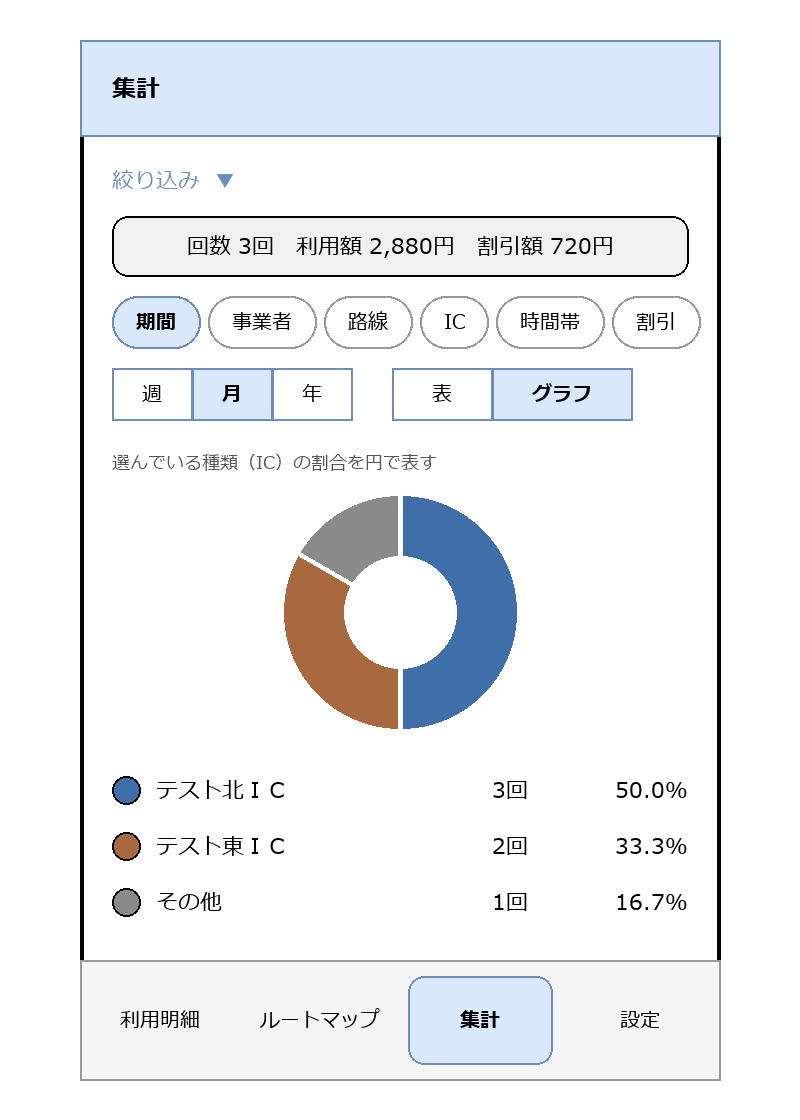 集計
絞り込み ▼
回数 3回　利用額 2,880円　割引額 720円
期間 事業者 路線 IC 時間帯 割引
週 月 年 表 グラフ
選んでいる種類（IC）の割合を円で表す
テスト北ＩＣ 3回 50.0%
テスト東ＩＣ 2回 33.3%
その他 1回 16.7%
利用明細 ルートマップ 集計 設定